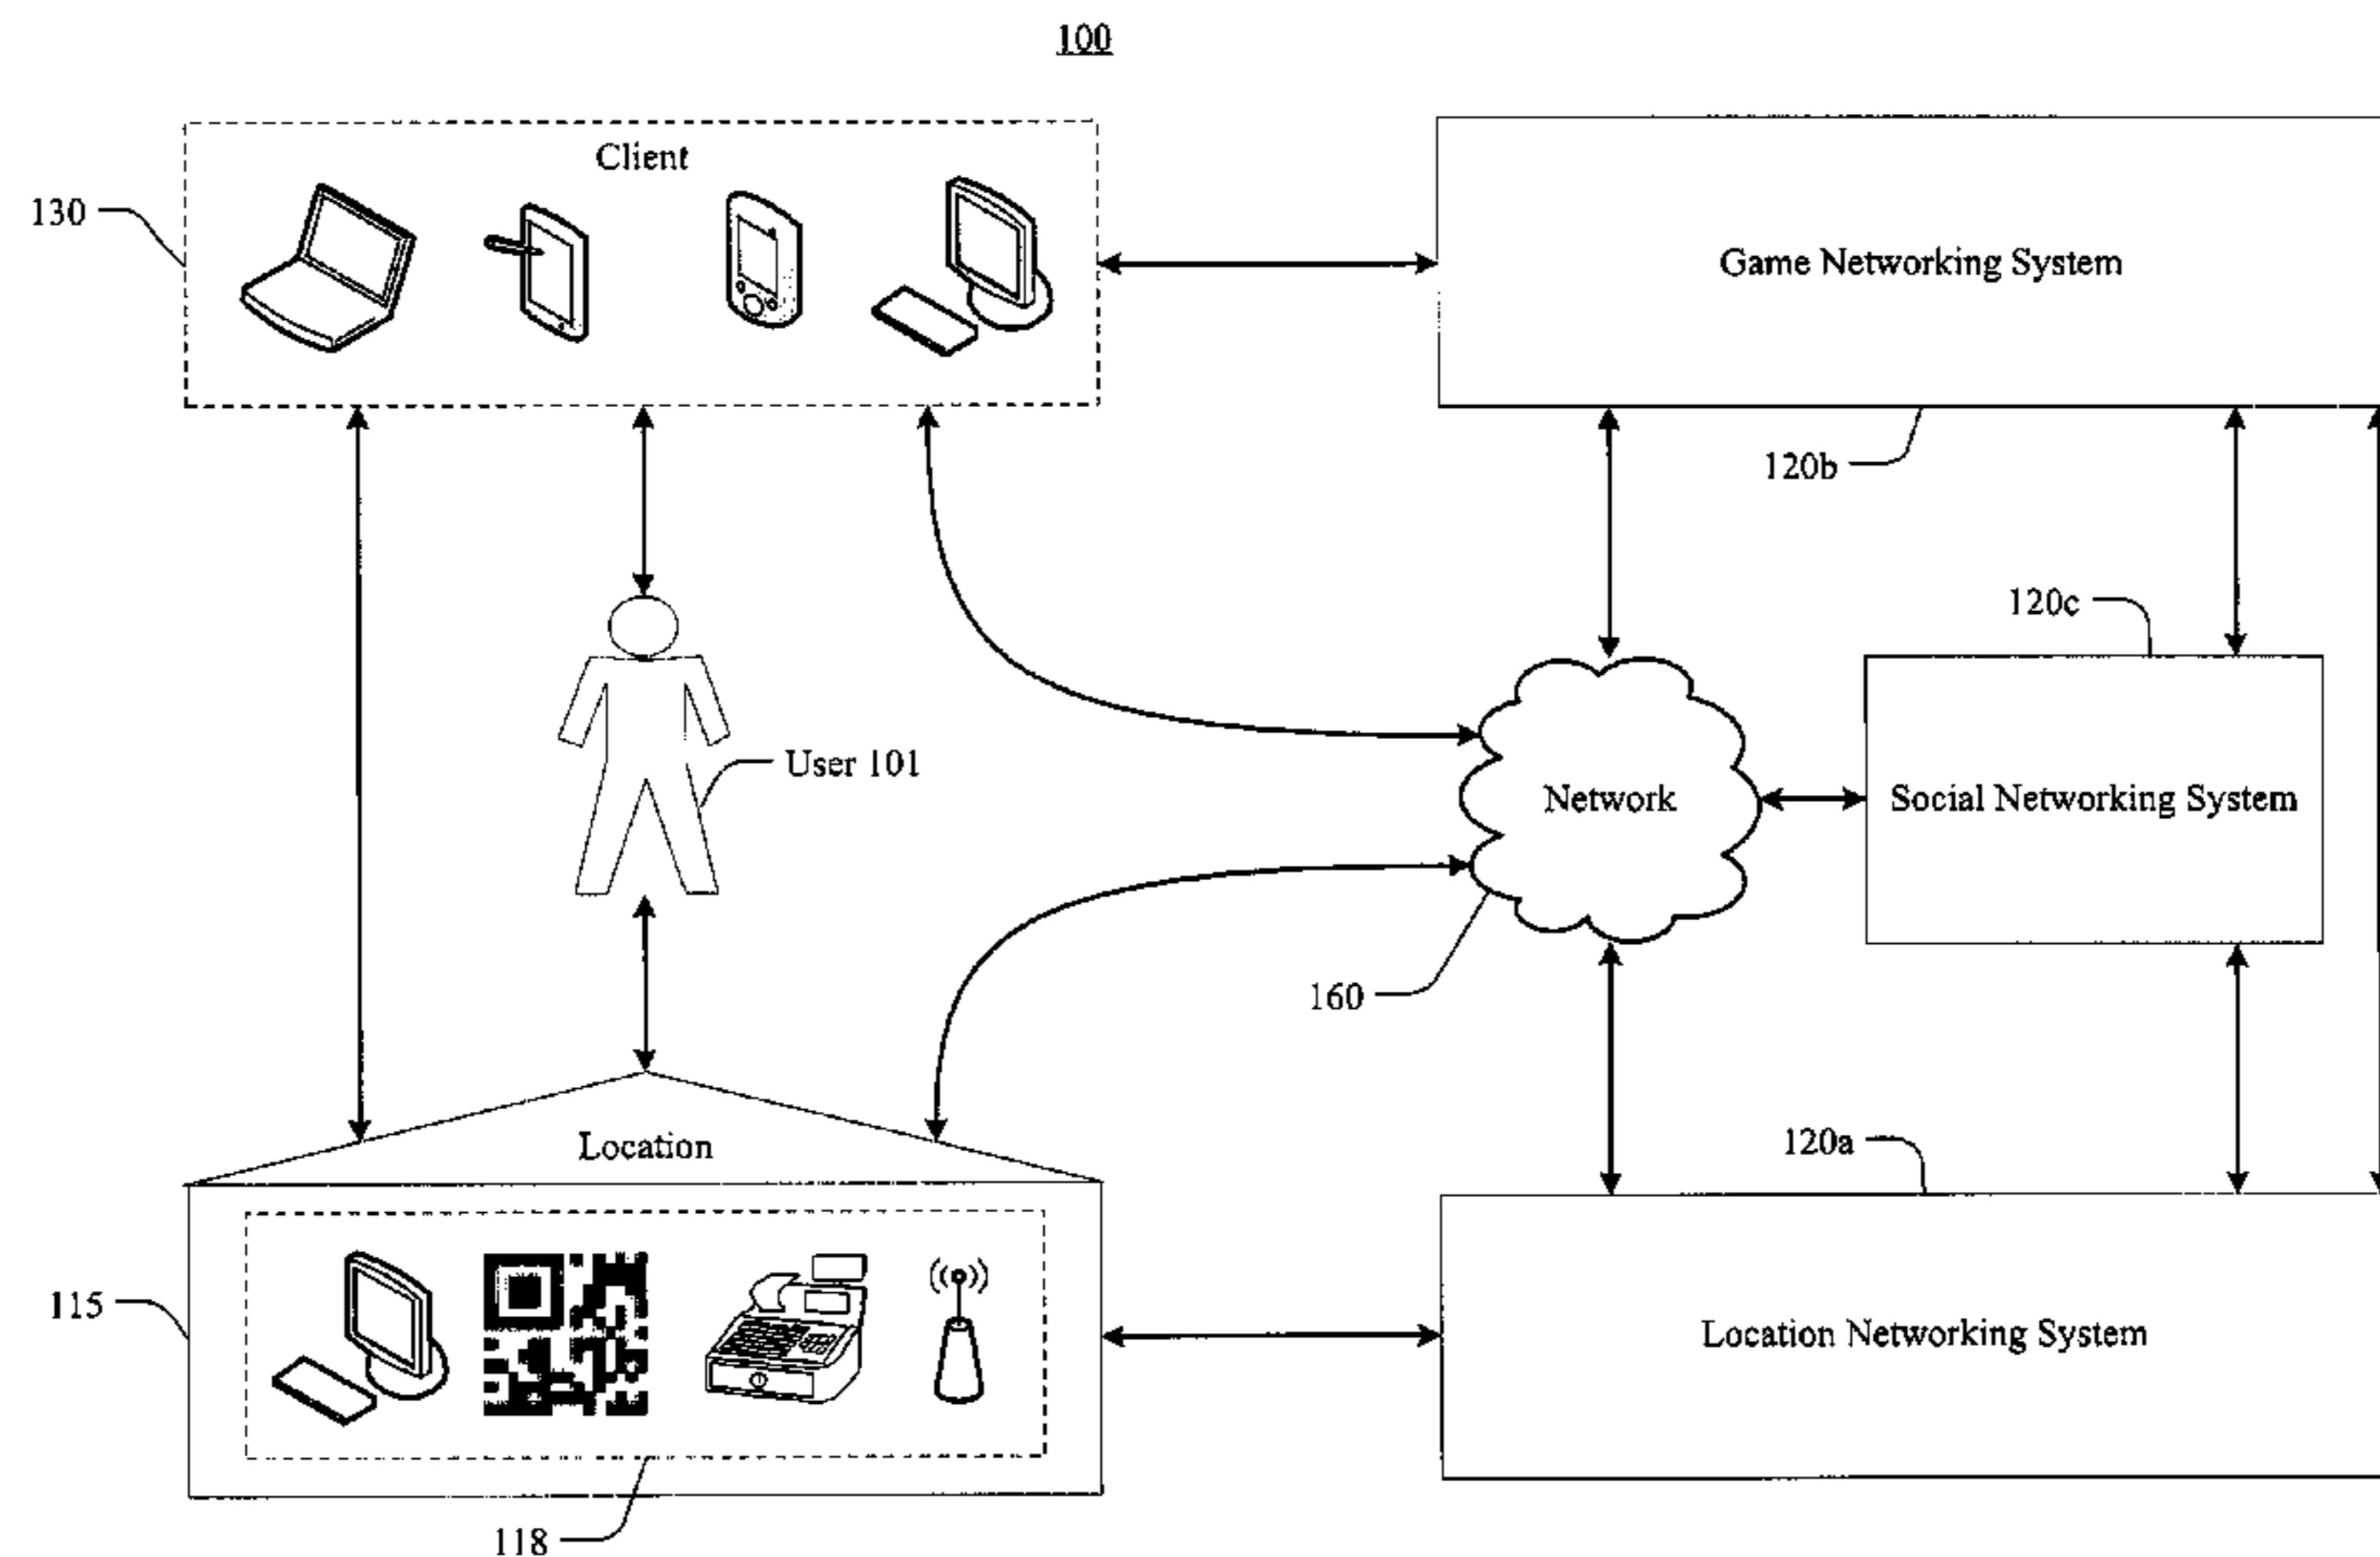 100
Client
130
Game Networking System
120b
120c
User 101
Network
Social Networking System
160
Location
120a
115
Location Networking System
118